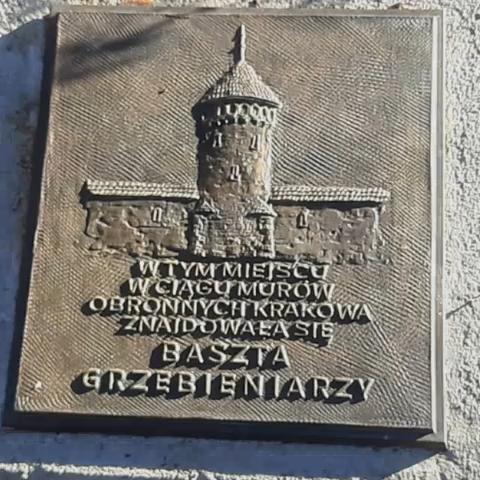 W TYM MIEJSCU
W CIĄGU MURÓW
OBRONNYCH KRAKOWA
ZNAJDOWAŁA SIĘ
BASZTA
GRZEBIENIARZY